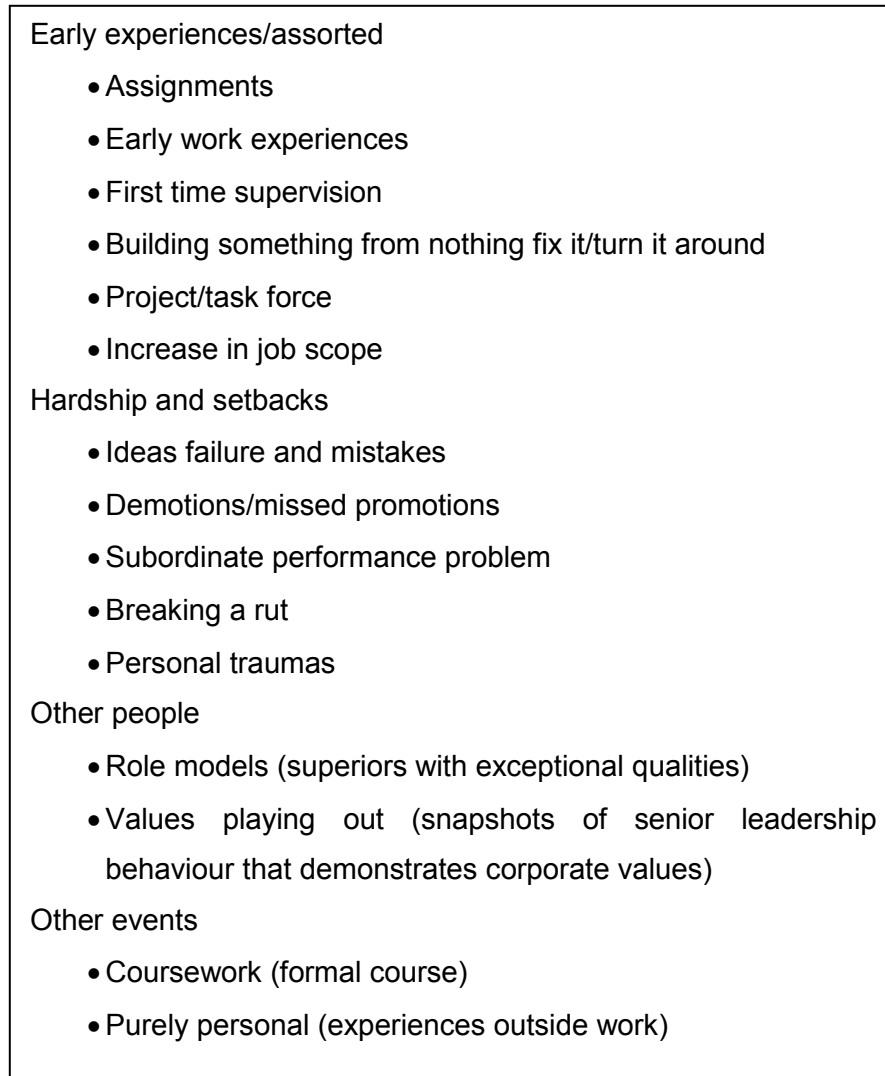 Early experiences/assorted
• Assignments
• Early work experiences
• First time supervision
• Building something from nothing fix it/turn it around
• Project/task force
• Increase in job scope
Hardship and setbacks
• Ideas failure and mistakes
• Demotions/missed promotions
• Subordinate performance problem
• Breaking a rut
• Personal traumas
Other people
• Role models (superiors with exceptional qualities)
• Values playing out (snapshots of senior leadership
behaviour that demonstrates corporate values)
Other events
• Coursework (formal course)
• Purely personal (experiences outside work)